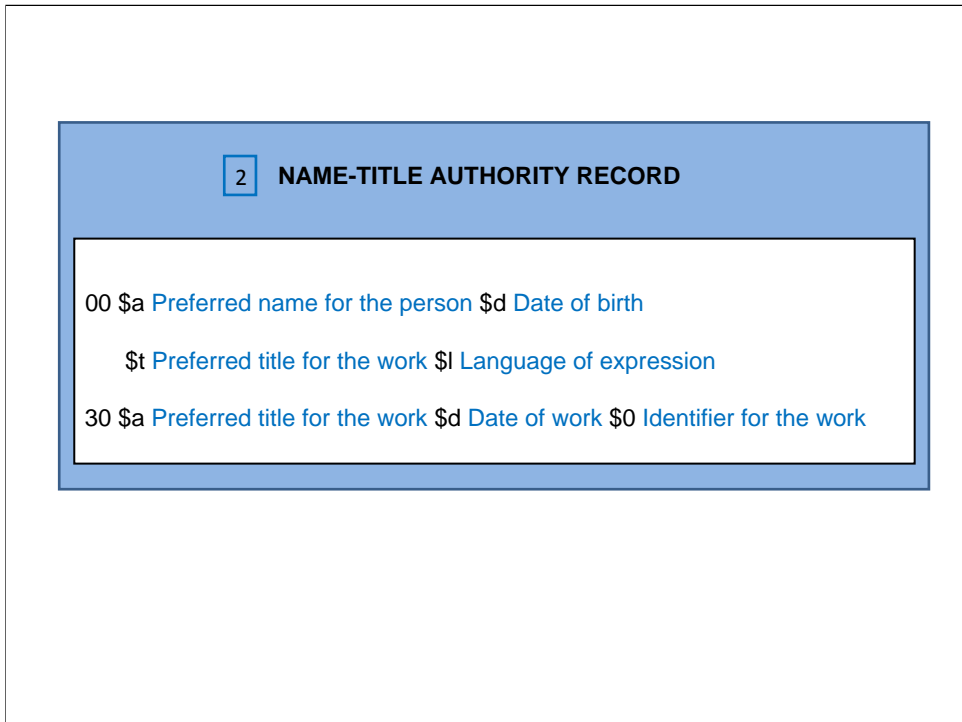 2 NAME-TITLE AUTHORITY RECORD
00 $a Preferred name for the person $d Date of birth
$t Preferred title for the work $l Language of expression
30 $a Preferred title for the work $d Date of work $0 Identifier for the work